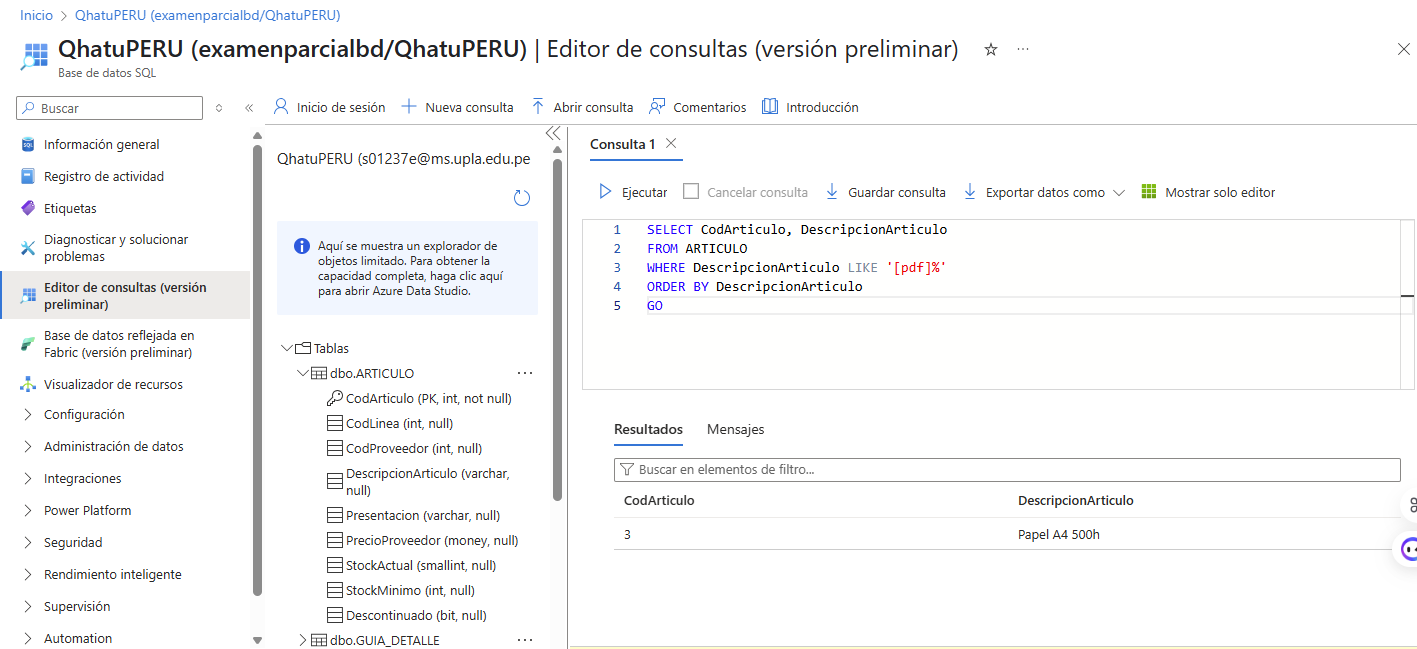 Inicio > QhatuPERU (examenparcialbd/QhatuPERU)
QhatuPERU (examenparcialbd/QhatuPERU) | Editor de consultas (versión preliminar)
Base de datos SQL
Buscar
Información general
Registro de actividad
Etiquetas
Diagnosticar y solucionar
problemas
Editor de consultas (versión
preliminar)
Base de datos reflejada en
Fabric (versión preliminar)
Visualizador de recursos
Configuración
Administración de datos
Integraciones
Power Platform
Seguridad
Rendimiento inteligente
Supervisión
Automation
Inicio de sesión
Nueva consulta
Abrir consulta
Comentarios
Introducción
QhatuPERU (s01237e@ms.upla.edu.pe
Aquí se muestra un explorador de
objetos limitado. Para obtener la
capacidad completa, haga clic aquí
para abrir Azure Data Studio.
Tablas
dbo.ARTICULO
CodArticulo (PK, int, not null)
CodLinea (int, null)
CodProveedor (int, null)
DescripcionArticulo (varchar,
null)
Presentacion (varchar, null)
PrecioProveedor (money, null)
StockActual (smallint, null)
StockMinimo (int, null)
Descontinuado (bit, null)
dbo.GUIA_DETALLE
Consulta 1
Ejecutar
Cancelar consulta
Guardar consulta
Exportar datos como
Mostrar solo editor
1 SELECT CodArticulo, DescripcionArticulo
2 FROM ARTICULO
3 WHERE DescripcionArticulo LIKE '[pdf]%'
4 ORDER BY DescripcionArticulo
5 GO
Resultados
Mensajes
Buscar en elementos de filtro...
CodArticulo DescripcionArticulo
3 Papel A4 500h